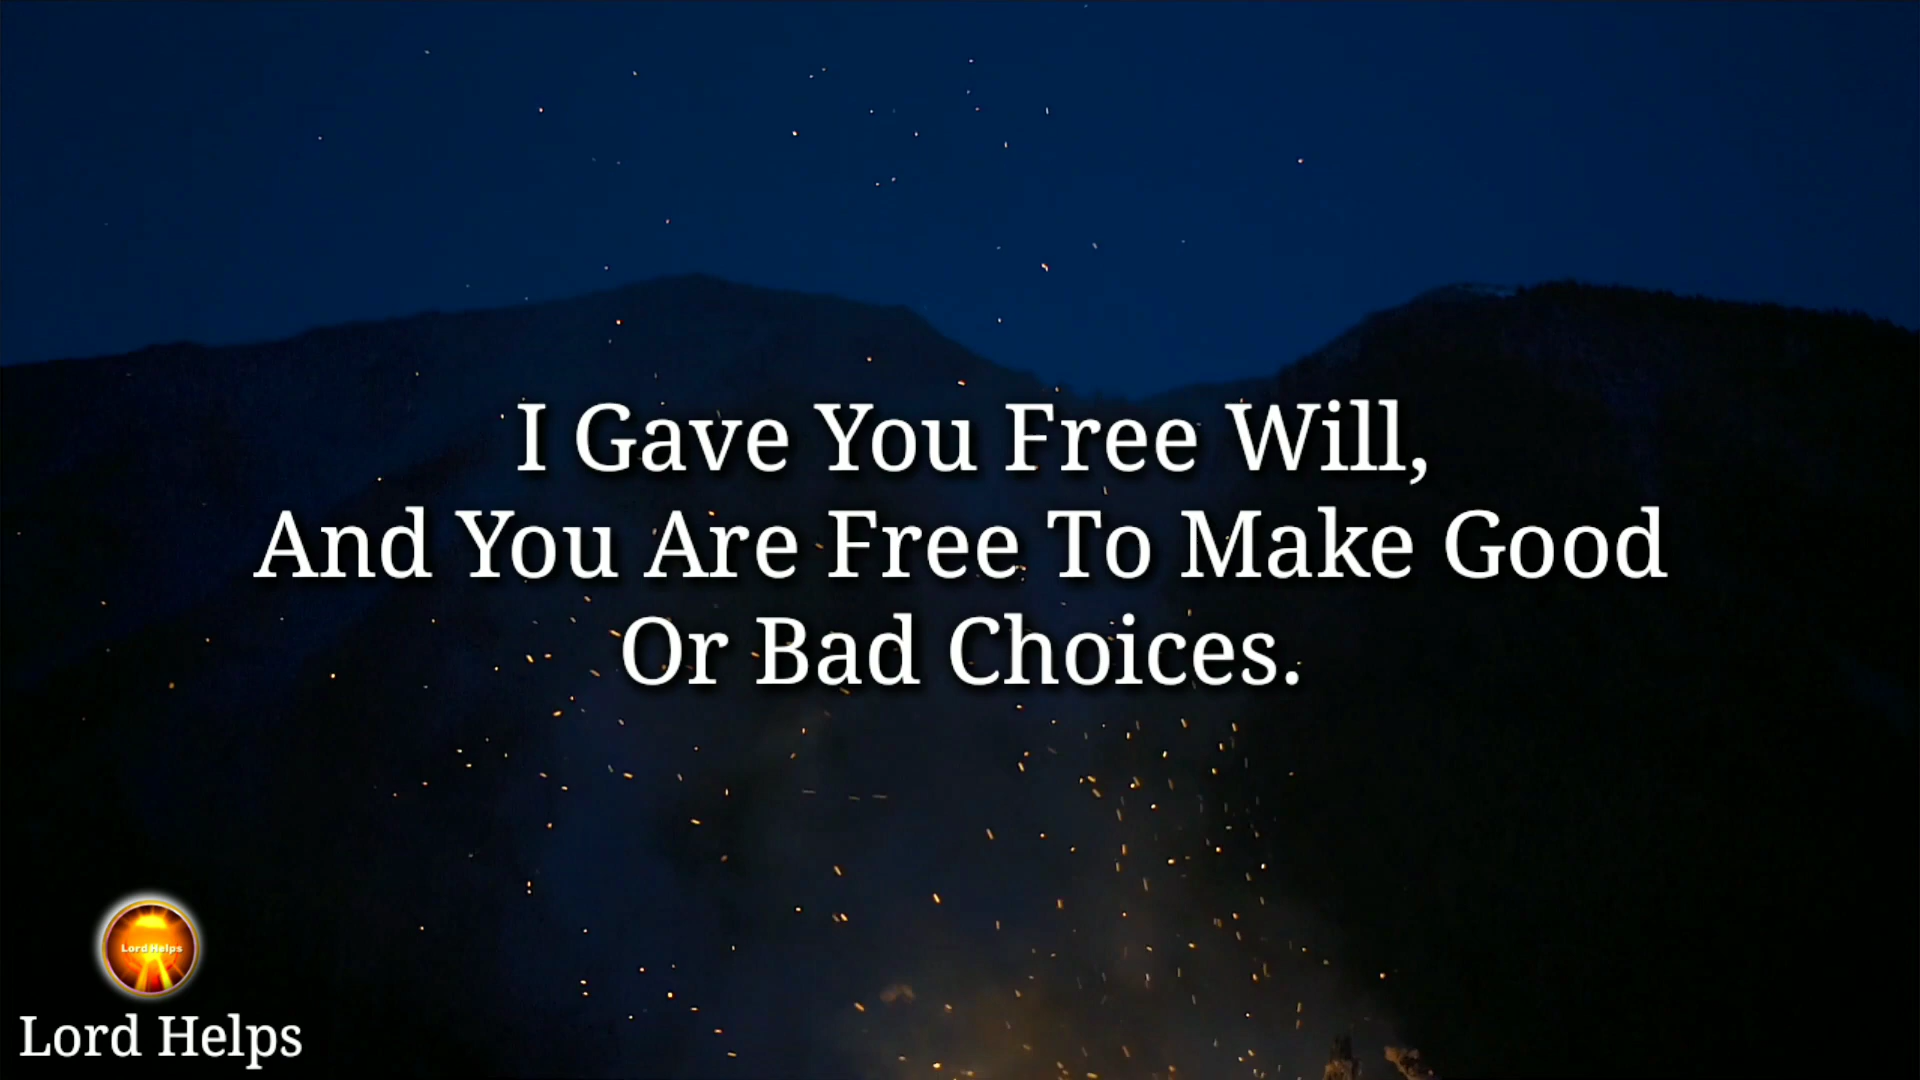 I Gave You Free Will,
And You Are Free To Make Good
Or Bad Choices.
Lord Helps
Lord Helps